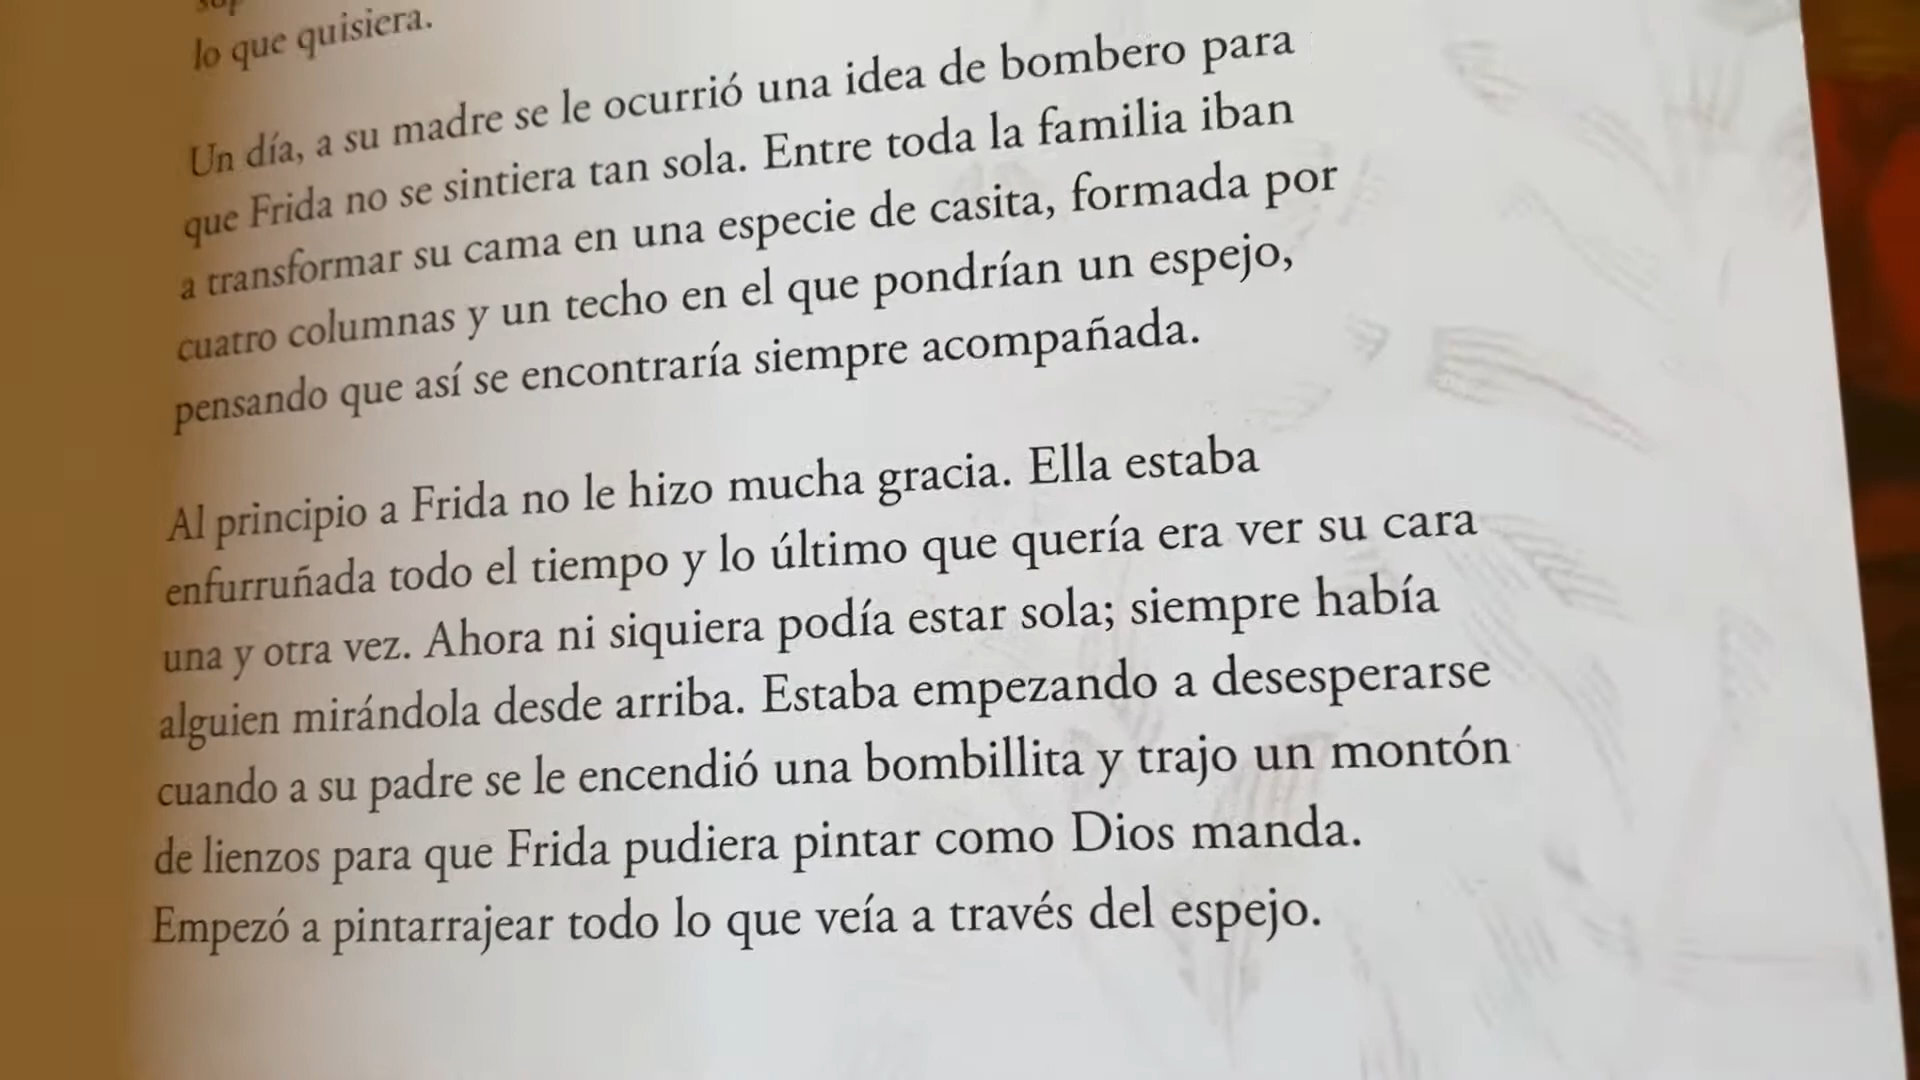 lo que quisiera.
Un día, a su madre se le ocurrió una idea de bombero para
que Frida no se sintiera tan sola. Entre toda la familia iban
a transformar su cama en una especie de casita, formada por
cuatro columnas y un techo en el que pondrían un espejo,
pensando que así se encontraría siempre acompañada.
Al principio a Frida no le hizo mucha gracia. Ella estaba
enfurruñada todo el tiempo y lo último que quería era ver su cara
una y otra vez. Ahora ni siquiera podía estar sola; siempre había
alguien mirándola desde arriba. Estaba empezando a desesperarse
cuando a su padre se le encendió una bombillita y trajo un montón
de lienzos para que Frida pudiera pintar como Dios manda.
Empezó a pintarrajear todo lo que veía a través del espejo.